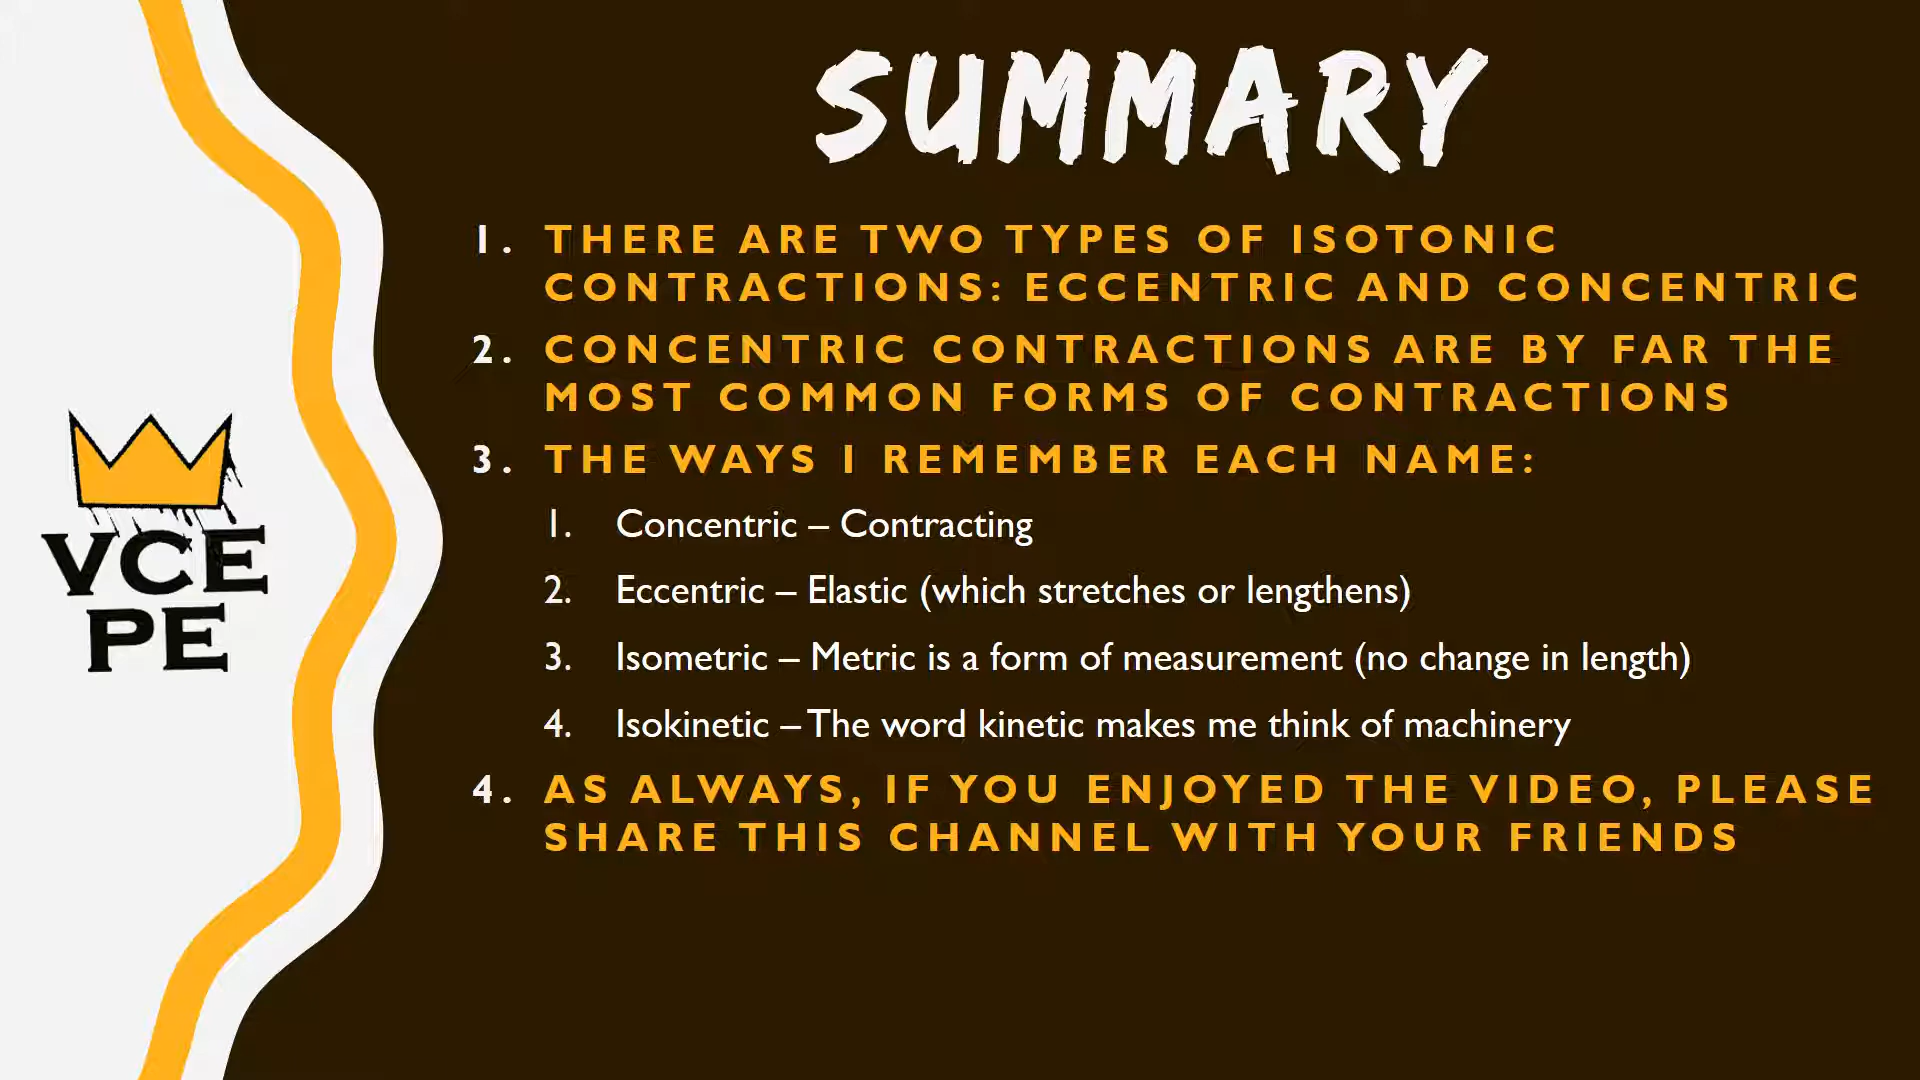 SUMMARY
1. THERE ARE TWO TYPES OF ISOTONIC
CONTRACTIONS: ECCENTRIC AND CONCENTRIC
2. CONCENTRIC CONTRACTIONS ARE BY FAR THE
MOST COMMON FORMS OF CONTRACTIONS
3. THE WAYS I REMEMBER EACH NAME:
1. Concentric – Contracting
2. Eccentric – Elastic (which stretches or lengthens)
3. Isometric – Metric is a form of measurement (no change in length)
4. Isokinetic – The word kinetic makes me think of machinery
4. AS ALWAYS, IF YOU ENJOYED THE VIDEO, PLEASE
SHARE THIS CHANNEL WITH YOUR FRIENDS
VCE
PE